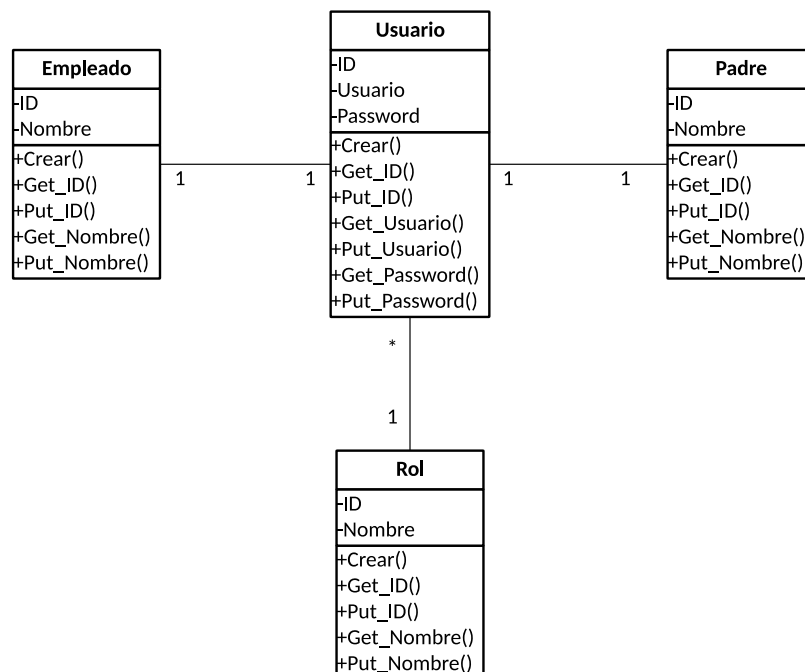 Empleado
-ID
-Nombre
+Crear()
+Get_ID()
+Put_ID()
+Get_Nombre()
+Put_Nombre()
1
1
Usuario
-ID
-Usuario
-Password
+Crear()
+Get_ID()
+Put_ID()
+Get_Usuario()
+Put_Usuario()
+Get_Password()
+Put_Password()
1
1
Padre
-ID
-Nombre
+Crear()
+Get_ID()
+Put_ID()
+Get_Nombre()
+Put_Nombre()
*
1
Rol
-ID
-Nombre
+Crear()
+Get_ID()
+Put_ID()
+Get_Nombre()
+Put_Nombre()